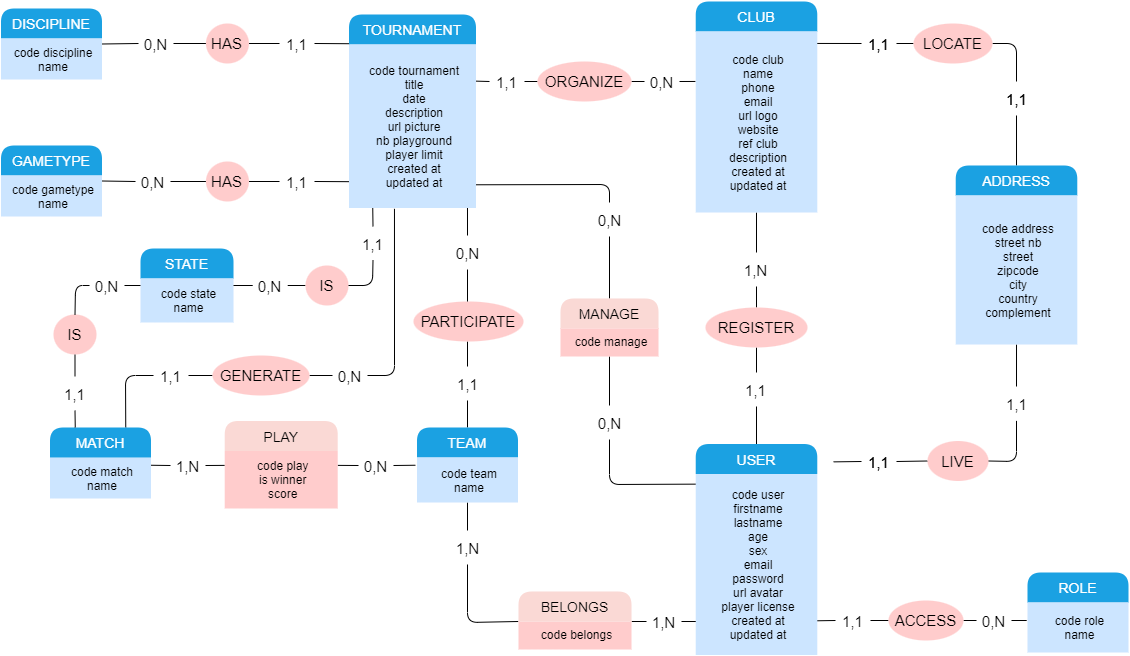 DISCIPLINE
code discipline
name
0,N
HAS
1,1
TOURNAMENT
code tournament
title
date
description
url picture
nb playground
player limit
created at
updated at
1,1
ORGANIZE
0,N
CLUB
code club
name
phone
email
url logo
website
ref club
description
created at
updated at
1,1
LOCATE
1,1
GAMETYPE
code gametype
name
0,N
HAS
1,1
ADDRESS
code address
street nb
street
zipcode
city
country
complement
STATE
code state
name
0,N
IS
1,1
0,N
IS
1,1
0,N
PARTICIPATE
1,1
0,N
MANAGE
code manage
0,N
1,N
REGISTER
1,1
1,1
GENERATE
0,N
MATCH
code match
name
1,N
PLAY
code play
is winner
score
0,N
TEAM
code team
name
1,N
BELONGS
code belongs
1,N
USER
code user
firstname
lastname
age
sex
email
password
url avatar
player license
created at
updated at
1,1
LIVE
1,1
1,1
ACCESS
0,N
ROLE
code role
name